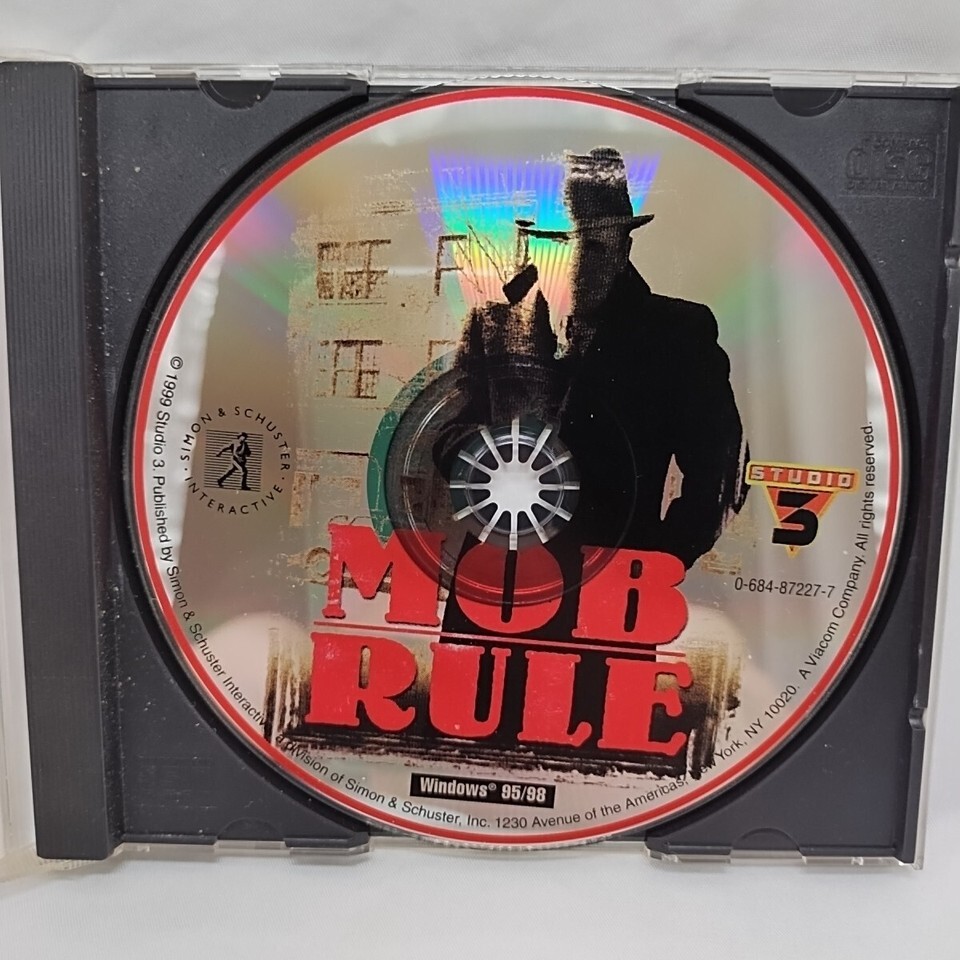 SIMON & SCHUSTER
INTERACTIVE
STUDIO
3
0-684-87227-7
MOB
RULE
Windows® 95/98
© 1999 Studio 3. Published by Simon & Schuster Interactive, a division of Simon & Schuster, Inc. 1230 Avenue of the Americas, New York, NY 10020. A Viacom Company. All rights reserved.